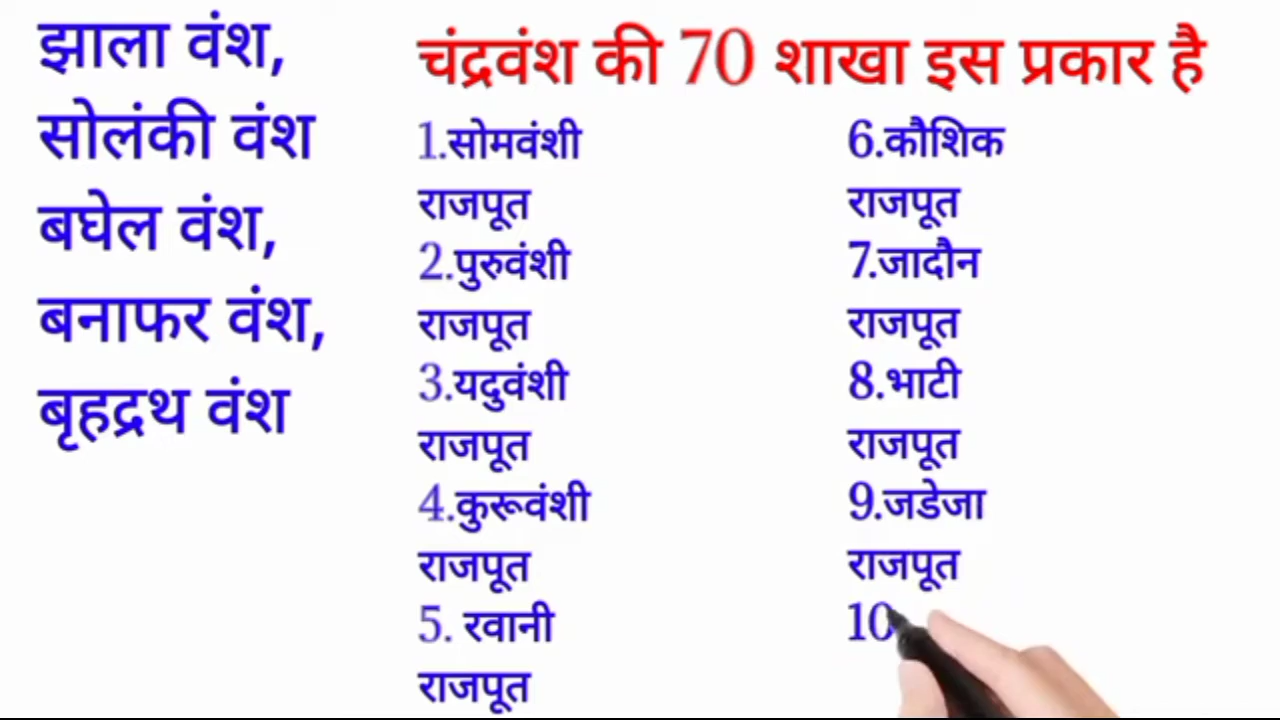 झाला वंश,
सोलंकी वंश
बघेल वंश,
बनाफर वंश,
बृहद्रथ वंश
चंद्रवंश की 70 शाखा इस प्रकार है
1.सोमवंशी
राजपूत
2.पुरुवंशी
राजपूत
3.यदुवंशी
राजपूत
4.कुरूवंशी
राजपूत
5. रवानी
राजपूत
6.कौशिक
राजपूत
7.जादौन
राजपूत
8.भाटी
राजपूत
9.जडेजा
राजपूत
10